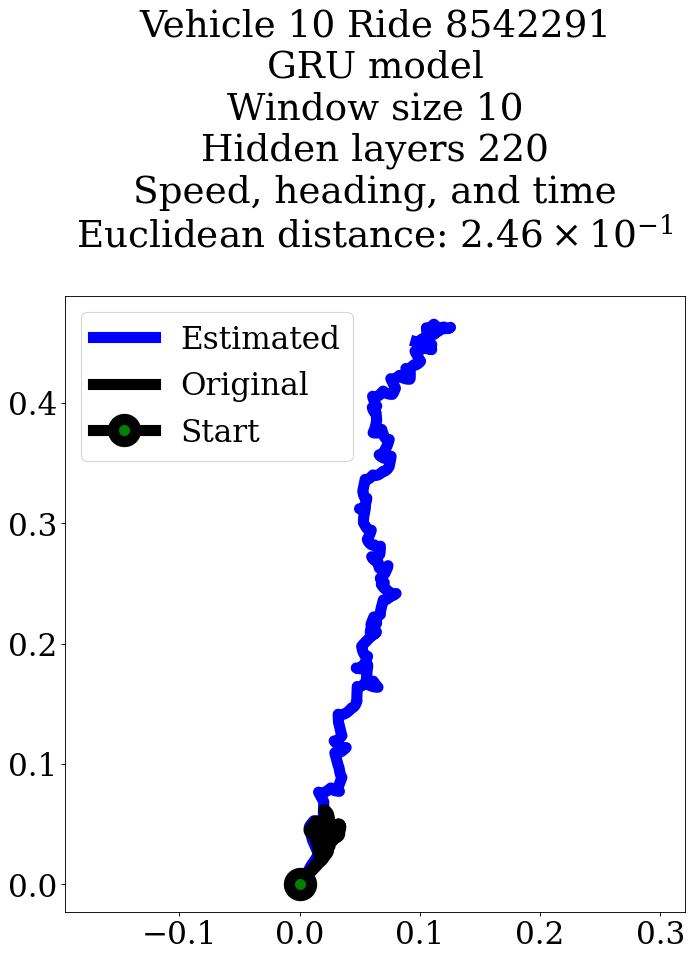 Vehicle 10 Ride 8542291
GRU model
Window size 10
Hidden layers 220
Speed, heading, and time
Euclidean distance: 2.46 × 10⁻¹
Estimated
Original
Start
0.4
0.3
0.2
0.1
0.0
−0.1 0.0 0.1 0.2 0.3